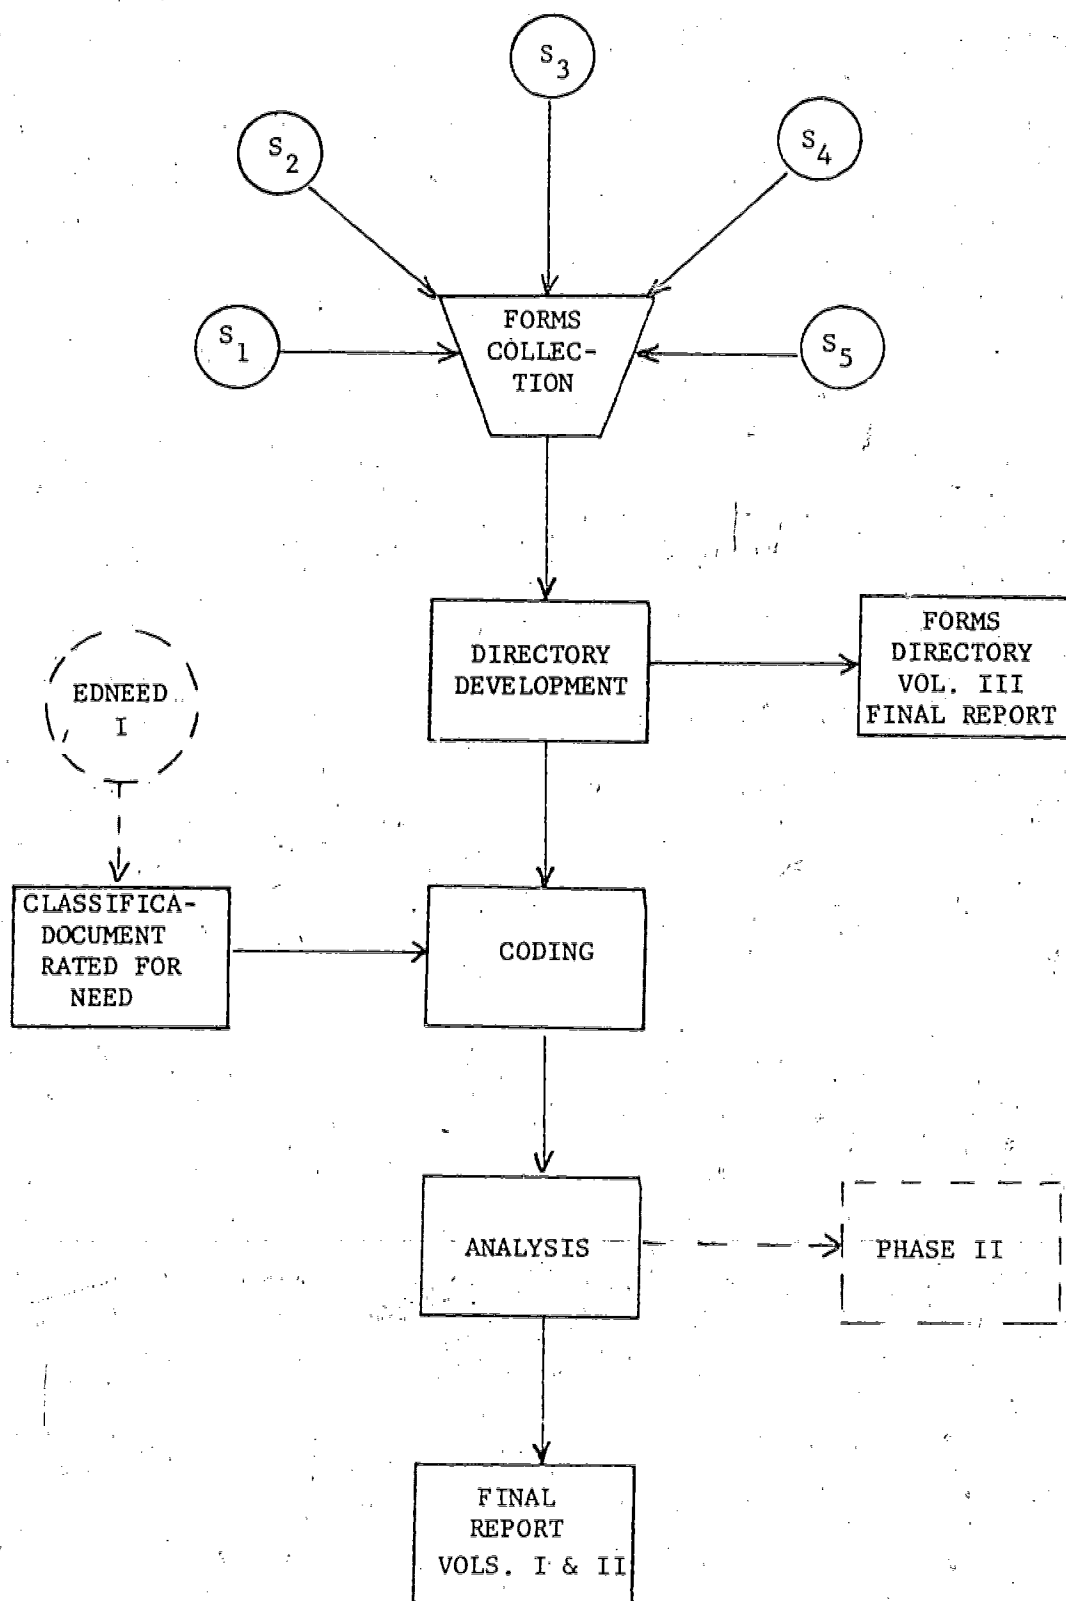 S3
S2
S4
S1
S5
FORMS
COLLEC-
TION
DIRECTORY
DEVELOPMENT
FORMS
DIRECTORY
VOL. III
FINAL REPORT
EDNEED
I
CLASSIFICA-
DOCUMENT
RATED FOR
NEED
CODING
ANALYSIS
PHASE II
FINAL
REPORT
VOLS. I & II